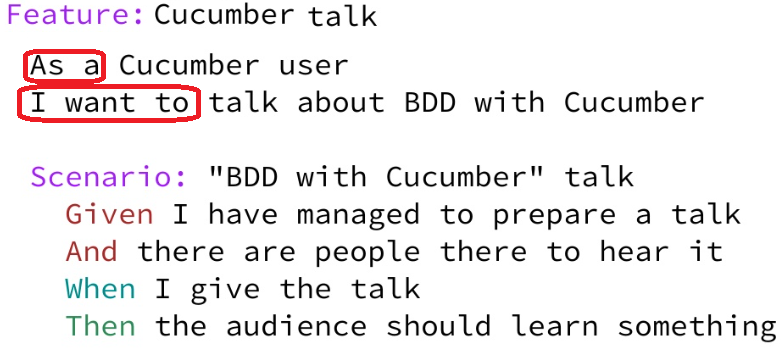 Feature: Cucumber talk
As a Cucumber user
I want to talk about BDD with Cucumber
Scenario: "BDD with Cucumber" talk
Given I have managed to prepare a talk
And there are people there to hear it
When I give the talk
Then the audience should learn something